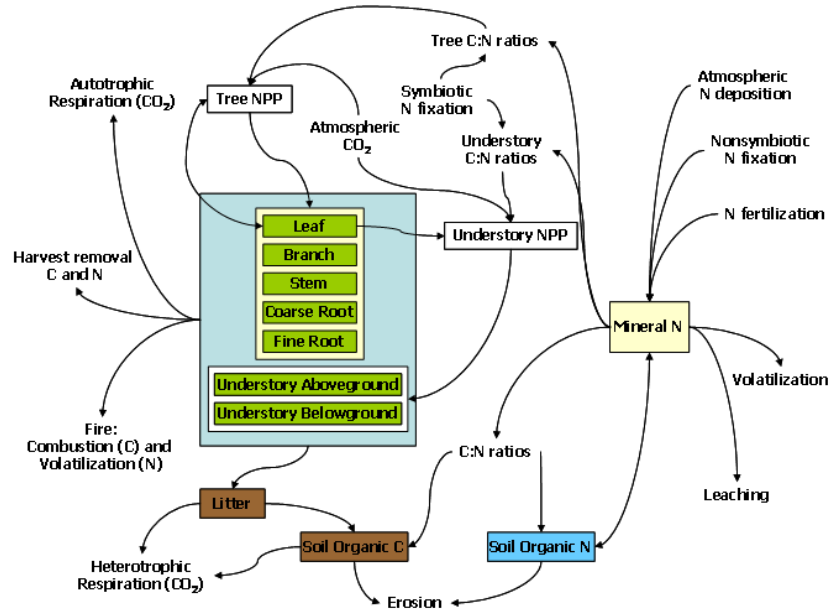 Tree C:N ratios
Autotrophic
Respiration (CO₂)
Tree NPP
Symbiotic
N fixation
Atmospheric
N deposition
Atmospheric
CO₂
Understory
C:N ratios
Nonsymbiotic
N fixation
Leaf
Understory NPP
N fertilization
Harvest removal
C and N
Branch
Stem
Coarse Root
Fine Root
Mineral N
Understory Aboveground
Understory Belowground
Volatilization
Fire:
Combustion (C) and
Volatilization (N)
C:N ratios
Litter
Leaching
Soil Organic C
Soil Organic N
Heterotrophic
Respiration (CO₂)
Erosion